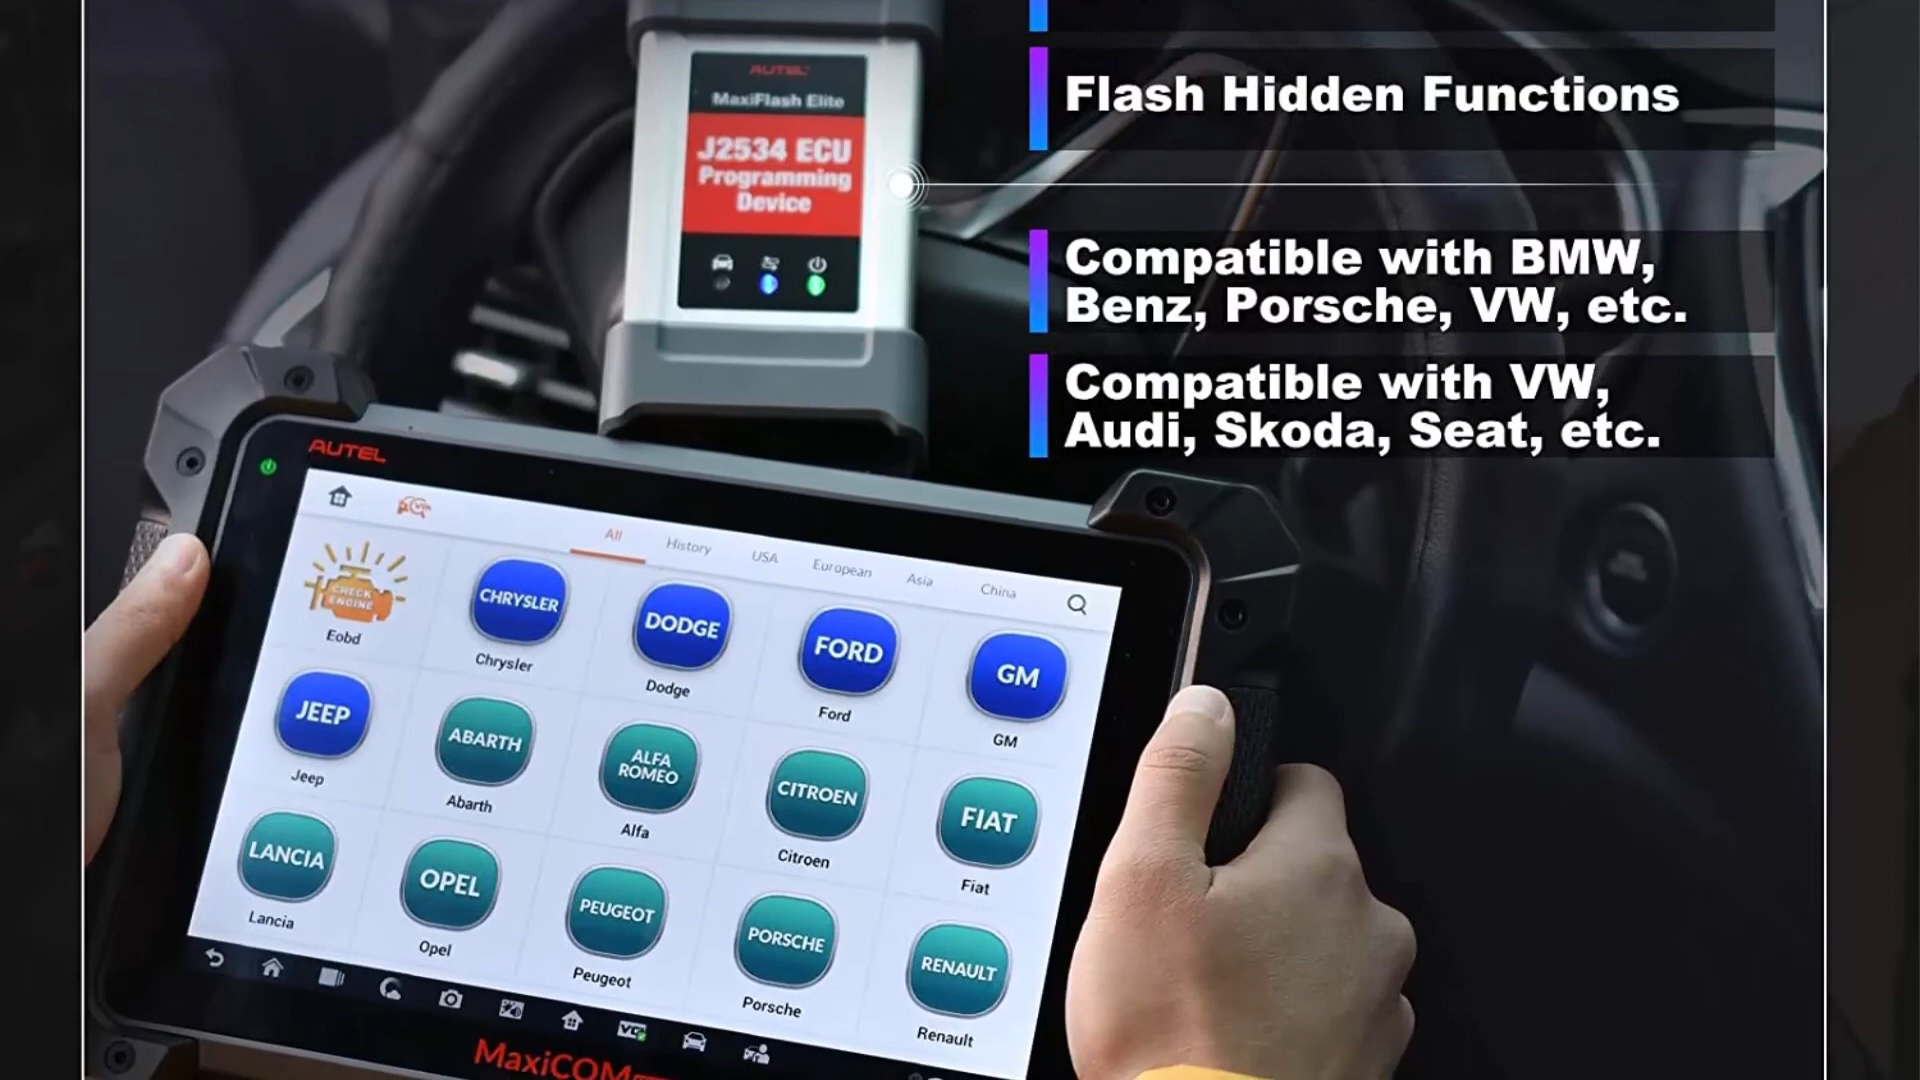 AUTEL
MaxiFlash Elite
J2534 ECU
Programming
Device
Flash Hidden Functions
Compatible with BMW,
Benz, Porsche, VW, etc.
Compatible with VW,
Audi, Skoda, Seat, etc.
AUTEL
All
History
USA
European
Asia
China
CHECK
ENGINE
Eobd
CHRYSLER
Chrysler
DODGE
Dodge
FORD
Ford
GM
GM
JEEP
Jeep
ABARTH
Abarth
ALFA
ROMEO
Alfa
CITROEN
Citroen
FIAT
Fiat
LANCIA
Lancia
OPEL
Opel
PEUGEOT
Peugeot
PORSCHE
Porsche
RENAULT
Renault
MaxiCOM